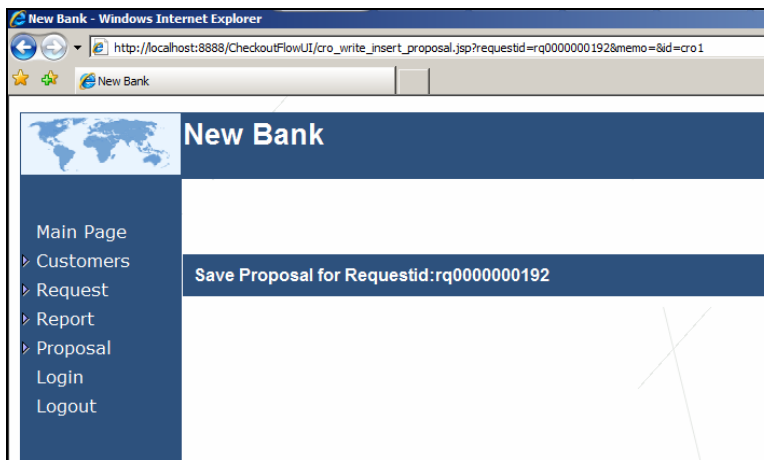 New Bank - Windows Internet Explorer
http://localhost:8888/CheckoutFlowUI/cro_write_insert_proposal.jsp?requestid=rq0000000192&memo=&id=cro1
New Bank
New Bank
Main Page
Customers
Save Proposal for Requestid:rq0000000192
Request
Report
Proposal
Login
Logout